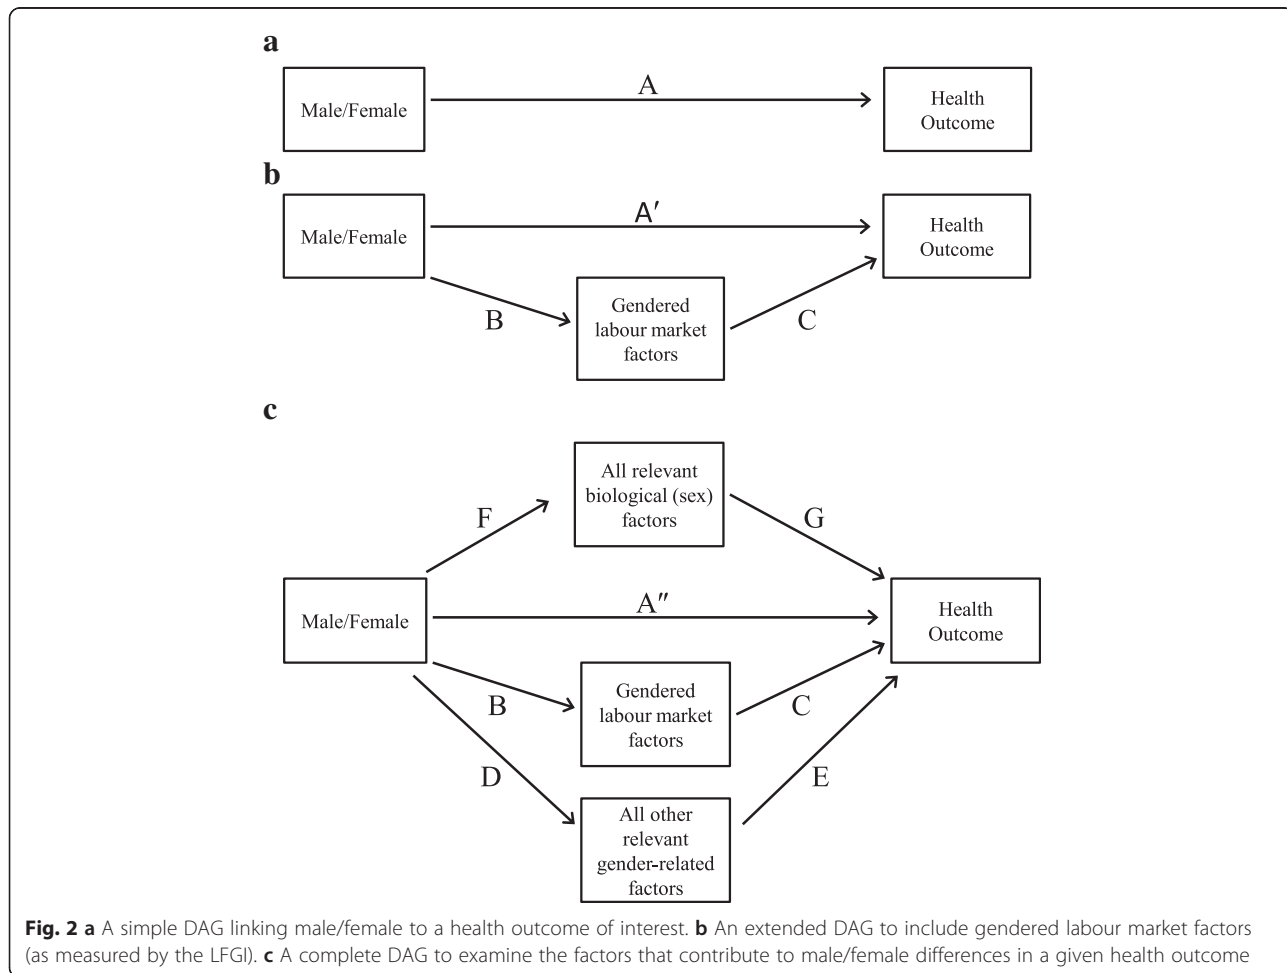 a
A
Male/Female
Health
Outcome
b
A′
Male/Female
Health
Outcome
B
Gendered
labour market
factors
C
c
All relevant
biological (sex)
factors
F
G
A″
Male/Female
Health
Outcome
B
Gendered
labour market
factors
C
D
E
All other
relevant
gender-related
factors
Fig. 2 a A simple DAG linking male/female to a health outcome of interest. b An extended DAG to include gendered labour market factors
(as measured by the LFGI). c A complete DAG to examine the factors that contribute to male/female differences in a given health outcome